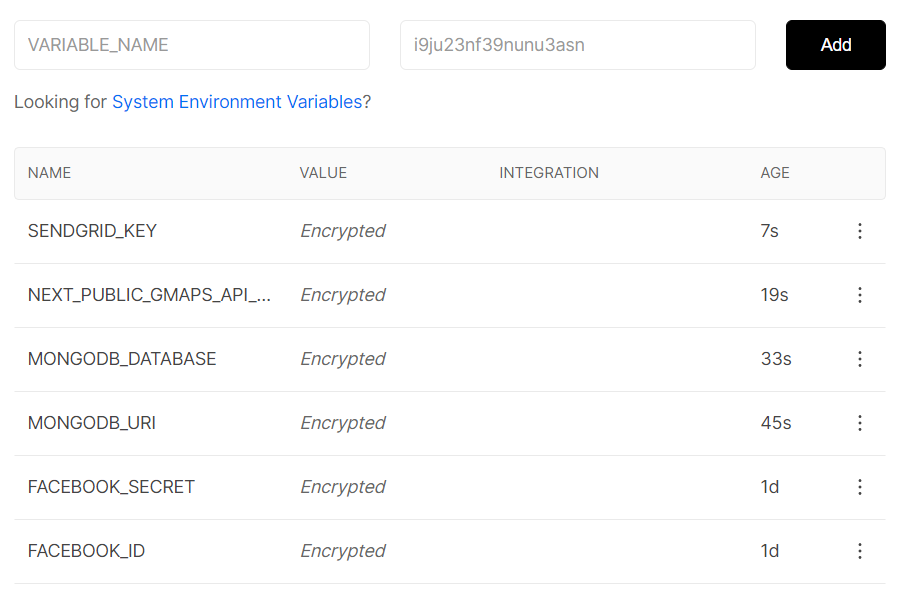 VARIABLE_NAME i9ju23nf39nunu3asn Add
Looking for System Environment Variables?
NAME VALUE INTEGRATION AGE
SENDGRID_KEY Encrypted 7s
NEXT_PUBLIC_GMAPS_API_... Encrypted 19s
MONGODB_DATABASE Encrypted 33s
MONGODB_URI Encrypted 45s
FACEBOOK_SECRET Encrypted 1d
FACEBOOK_ID Encrypted 1d